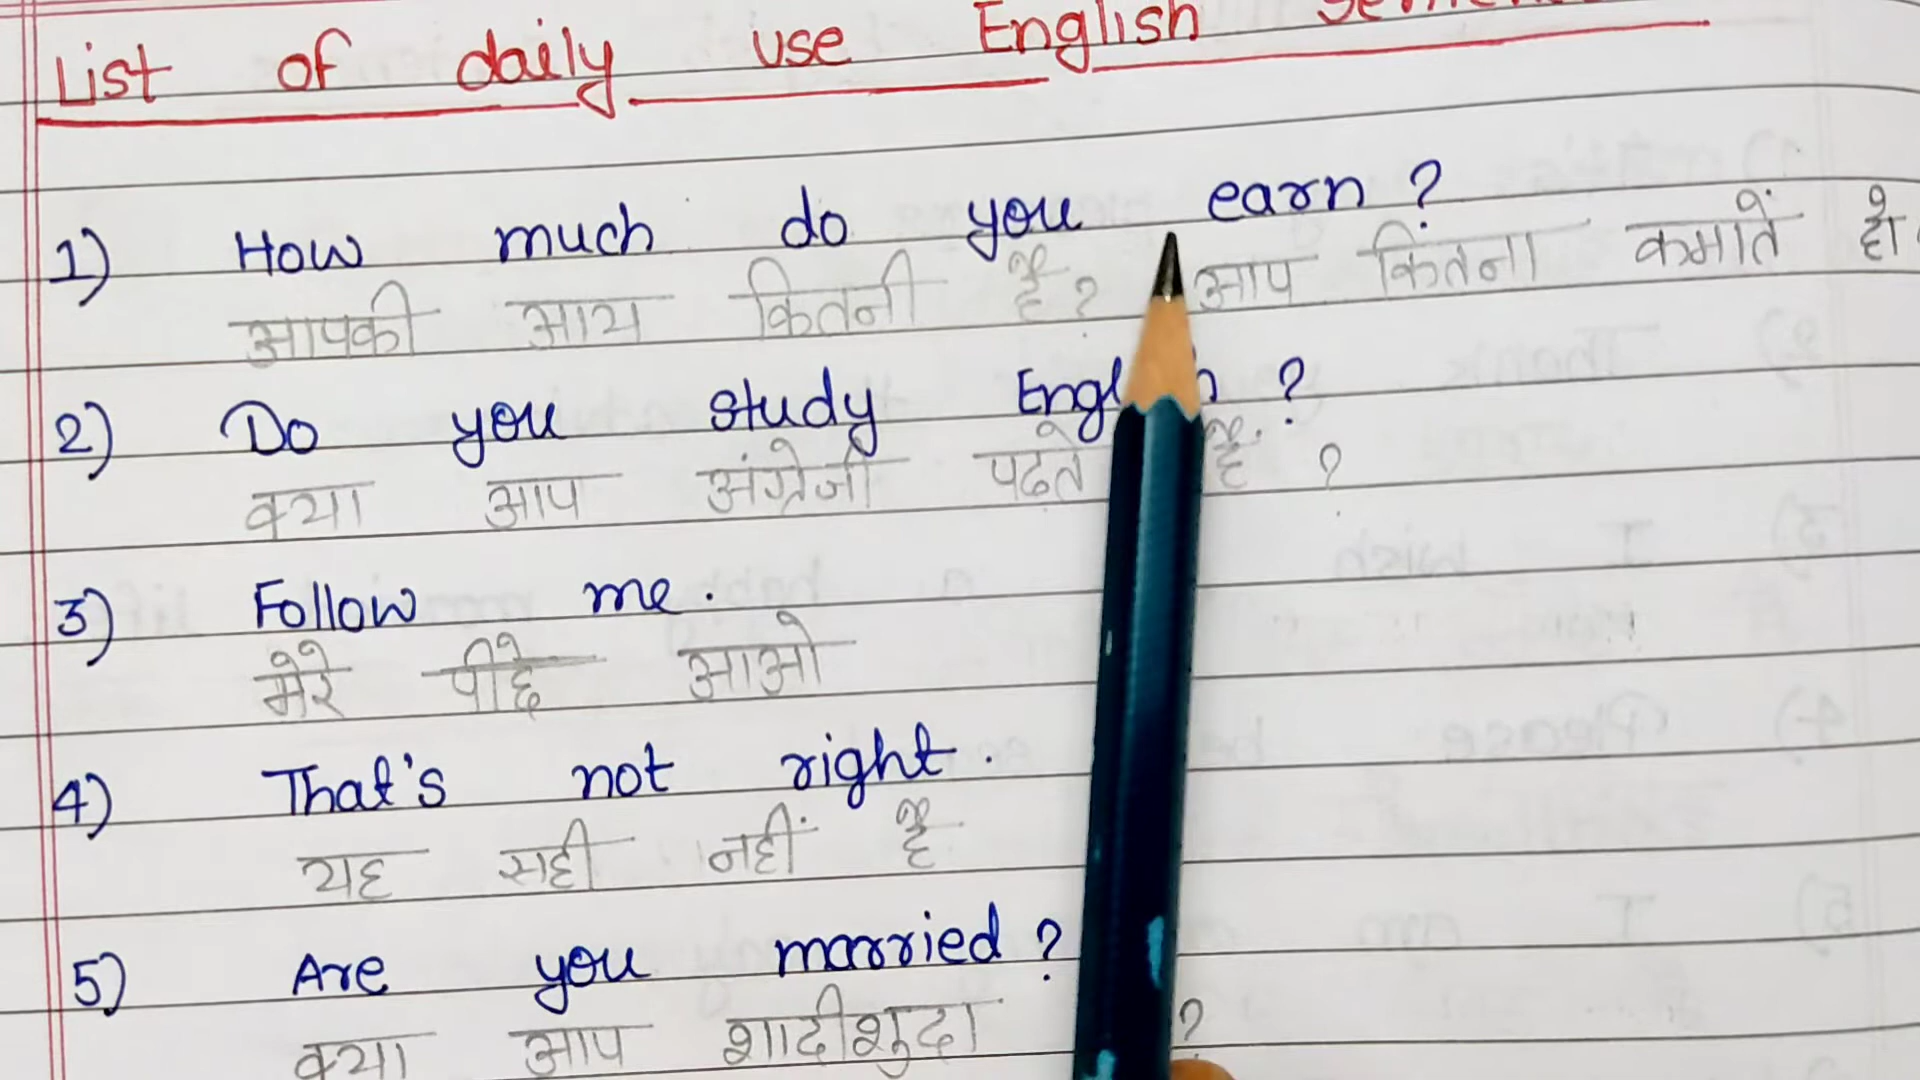 List of daily use English
1) How much do you earn ?
आपकी आय कितनी है ? आप कितना कमाते हो
2) Do you study ?
क्या आप अंग्रेजी पढते है ?
3) Follow me .
मेरे पीछे आओ
4) That's not right .
यह सही नहीं है
5) Are you married ?
क्या आप शादीशुदा ?